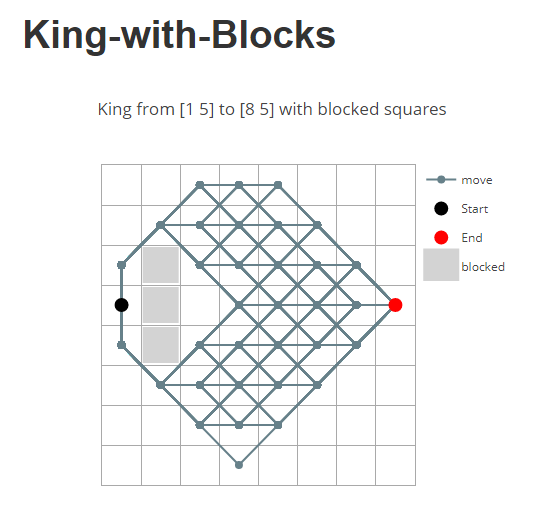 King-with-Blocks
King from [1 5] to [8 5] with blocked squares
move
Start
End
blocked